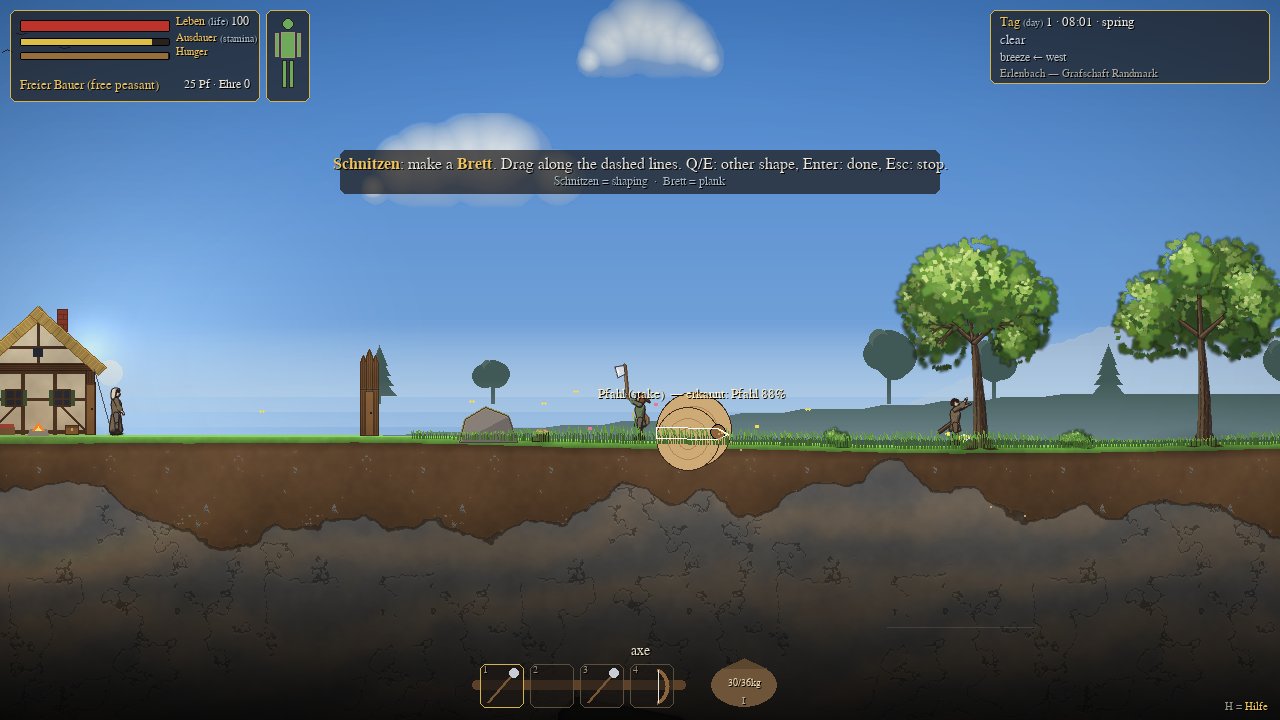 Leben (life) 100
Ausdauer (stamina)
Hunger
Freier Bauer (free peasant) 25 Pf · Ehre 0
Tag (day) 1 · 08:01 · spring
clear
breeze ← west
Erlenbach — Grafschaft Randmark
Schnitzen: make a Brett. Drag along the dashed lines. Q/E: other shape, Enter: done, Esc: stop.
Schnitzen = shaping · Brett = plank
Pfahl (stake) — erkannt: Pfahl 88%
axe
1 2 3 4
30/36kg
I
H = Hilfe